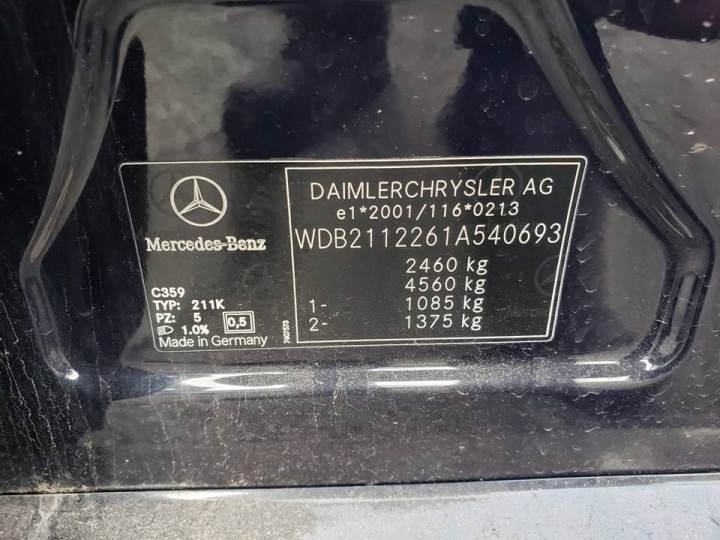 Mercedes-Benz
C359
TYP: 211K
PZ: 5
1.0% 0,5
Made in Germany
DAIMLERCHRYSLER AG
e1*2001/116*0213
WDB2112261A540693
2460 kg
4560 kg
1- 1085 kg
2- 1375 kg